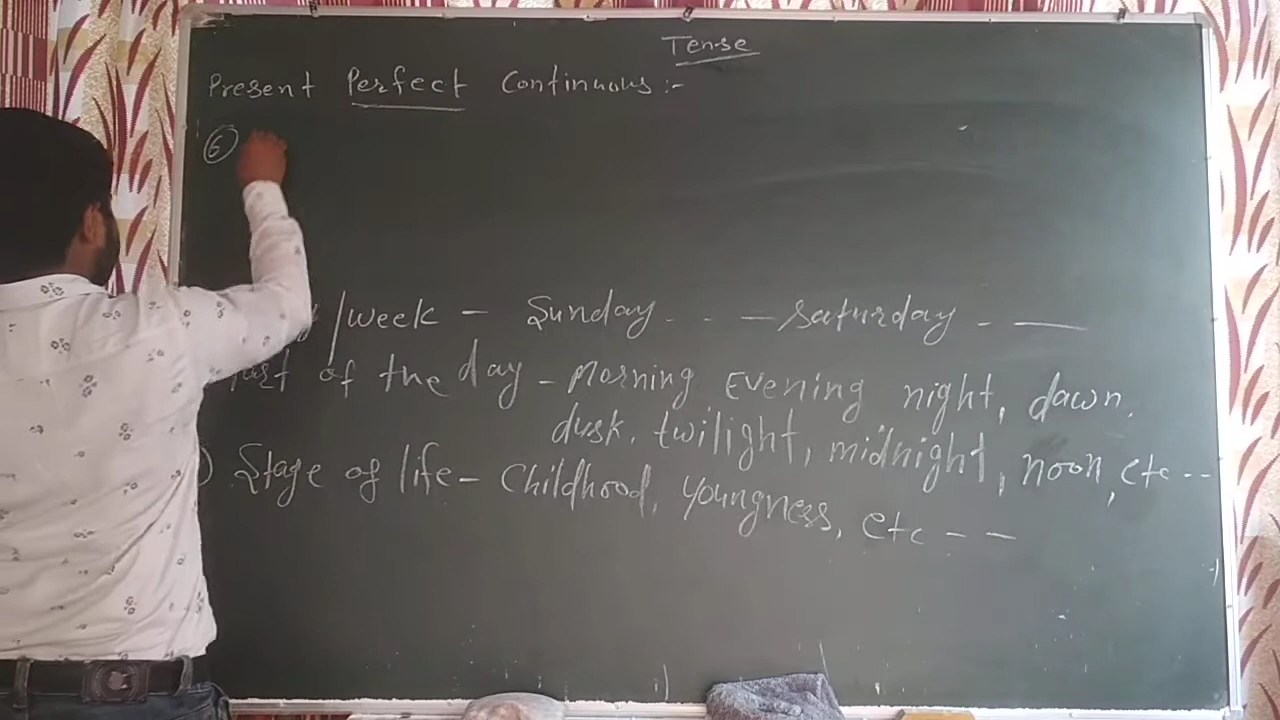 Tense
Present Perfect Continuous :-
6
/week - Sunday - - - Saturday - —
of the day - Morning Evening night, dawn,
dusk, twilight, midnight, noon, etc --
) Stage of life - Childhood, Youngness, etc - -